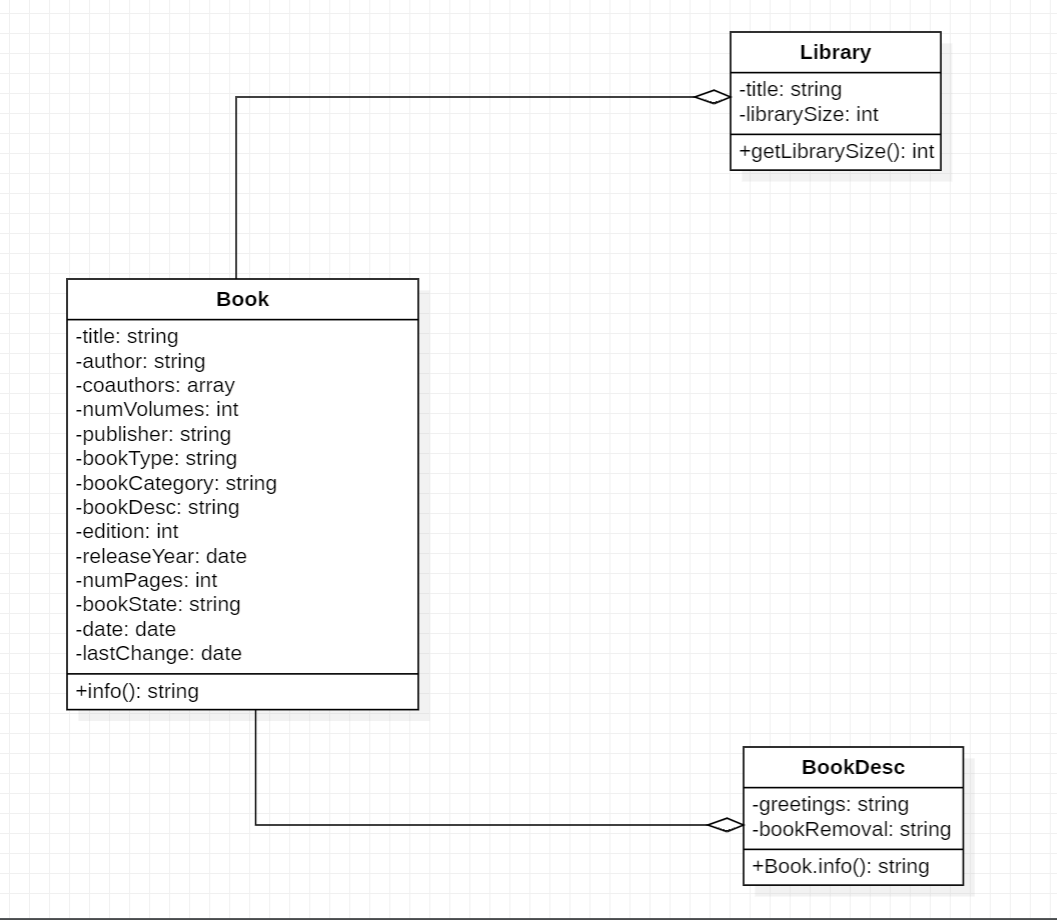 Library
-title: string
-librarySize: int
+getLibrarySize(): int
Book
-title: string
-author: string
-coauthors: array
-numVolumes: int
-publisher: string
-bookType: string
-bookCategory: string
-bookDesc: string
-edition: int
-releaseYear: date
-numPages: int
-bookState: string
-date: date
-lastChange: date
+info(): string
BookDesc
-greetings: string
-bookRemoval: string
+Book.info(): string